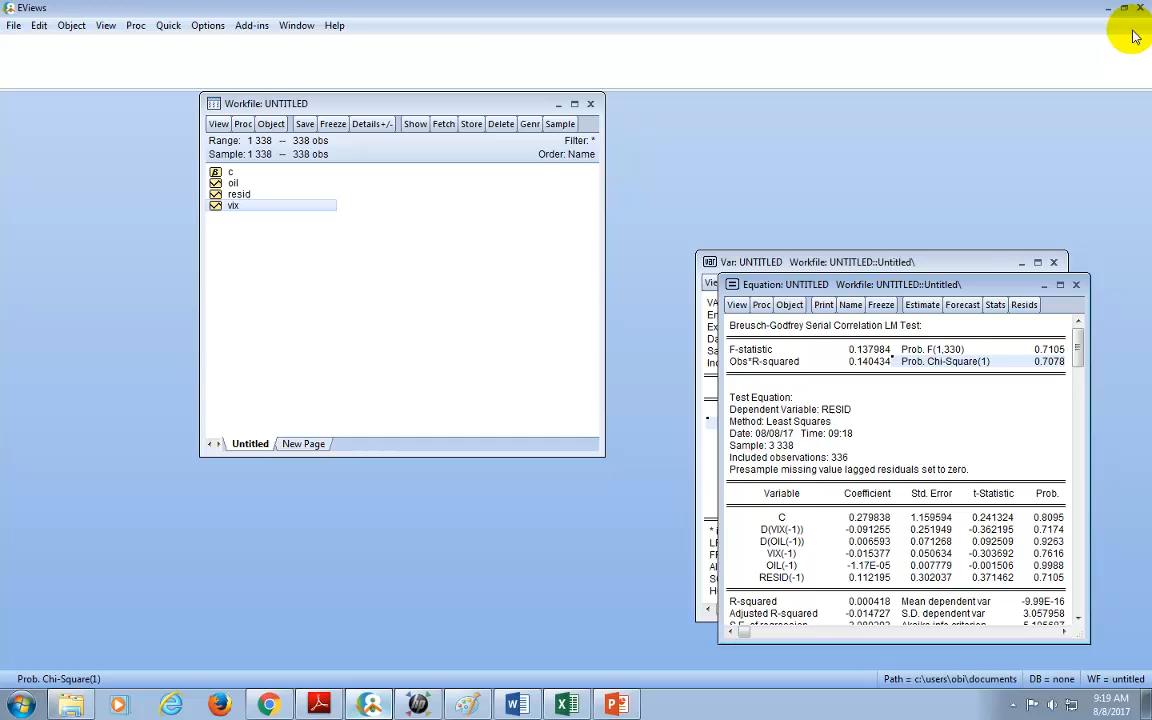 EViews
File Edit Object View Proc Quick Options Add-ins Window Help
Workfile: UNTITLED
View Proc Object Save Freeze Details+/- Show Fetch Store Delete Genr Sample
Range: 1 338 -- 338 obs Filter: *
Sample: 1 338 -- 338 obs Order: Name
c
oil
resid
vix
Untitled New Page
Var: UNTITLED Workfile: UNTITLED::Untitled\
Equation: UNTITLED Workfile: UNTITLED::Untitled\
View Proc Object Print Name Freeze Estimate Forecast Stats Resids
Breusch-Godfrey Serial Correlation LM Test:
F-statistic 0.137984 Prob. F(1,330) 0.7105
Obs*R-squared 0.140434 Prob. Chi-Square(1) 0.7078
Test Equation:
Dependent Variable: RESID
Method: Least Squares
Date: 08/08/17 Time: 09:18
Sample: 3 338
Included observations: 336
Presample missing value lagged residuals set to zero.
Variable Coefficient Std. Error t-Statistic Prob.
C 0.279838 1.159594 0.241324 0.8095
D(VIX(-1)) -0.091255 0.251949 -0.362195 0.7174
D(OIL(-1)) 0.006593 0.071268 0.092509 0.9263
VIX(-1) -0.015377 0.050634 -0.303692 0.7616
OIL(-1) -1.17E-05 0.007779 -0.001506 0.9988
RESID(-1) 0.112195 0.302037 0.371462 0.7105
R-squared 0.000418 Mean dependent var -9.99E-16
Adjusted R-squared -0.014727 S.D. dependent var 3.057958
Prob. Chi-Square(1) Path = c:\users\obi\documents DB = none WF = untitled
9:19 AM
8/8/2017